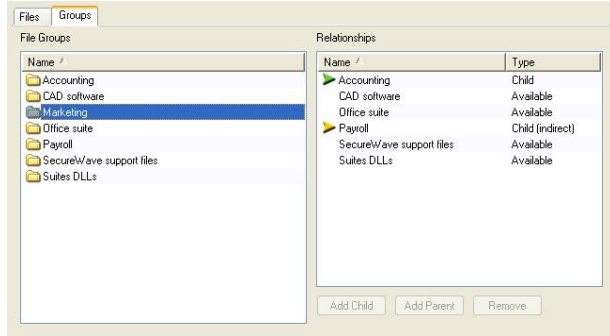 Files Groups
File Groups
Name
Accounting
CAD software
Marketing
Office suite
Payroll
SecureWave support files
Suites DLLs
Relationships
Name Type
Accounting Child
CAD software Available
Office suite Available
Payroll Child (indirect)
SecureWave support files Available
Suites DLLs Available
Add Child Add Parent Remove